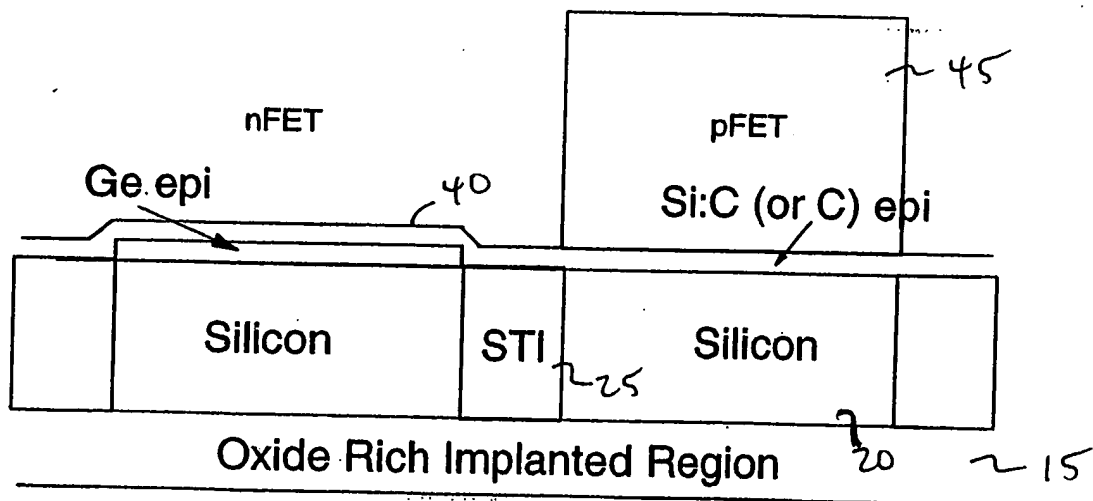 45
nFET
pFET
Ge epi
40
Si:C (or C) epi
Silicon
STI
25
Silicon
20
Oxide Rich Implanted Region
15